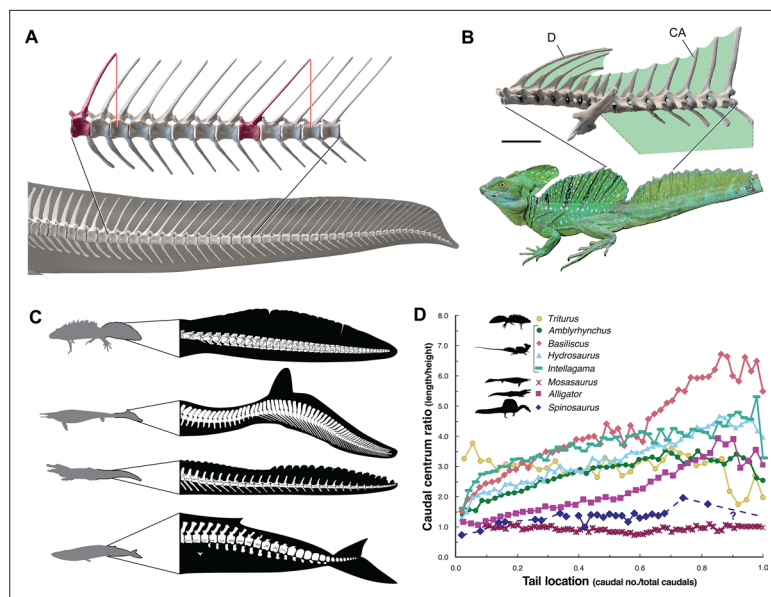 A
B
D
CA
C
D
8.0
7.0
6.0
5.0
4.0
3.0
2.0
1.0
0
Caudal centrum ratio (length/height)
Triturus
Amblyrhynchus
Basiliscus
Hydrosaurus
Intellagama
Mosasaurus
Alligator
Spinosaurus
?
0.0
0.2
0.4
0.6
0.8
1.0
Tail location (caudal no./total caudals)